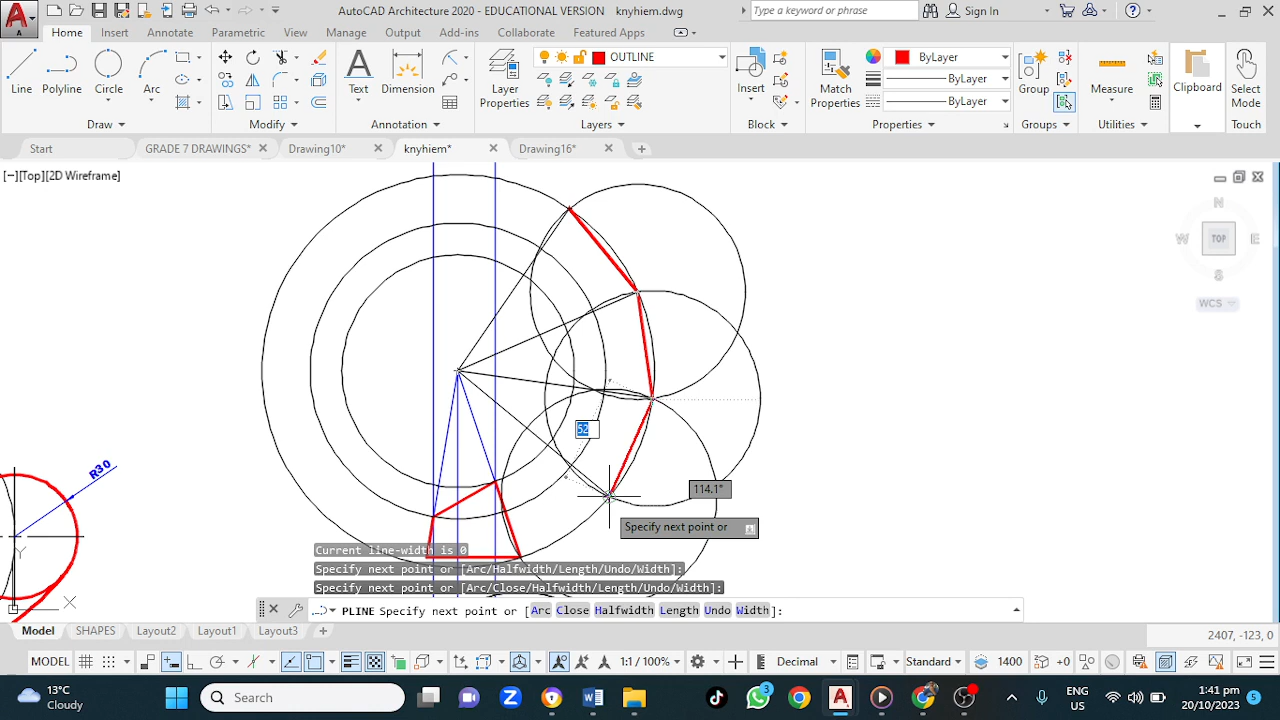 AutoCAD Architecture 2020 - EDUCATIONAL VERSION knyhiem.dwg
Type a keyword or phrase
Sign In
Home Insert Annotate Parametric View Manage Output Add-ins Collaborate Featured Apps
Line Polyline Circle Arc
Text Dimension
Layer Properties
OUTLINE
Insert
Match Properties
ByLayer
ByLayer
ByLayer
Group
Measure
Clipboard
Select Mode
Draw Modify Annotation Layers Block Properties Groups Utilities Touch
Start GRADE 7 DRAWINGS* Drawing10* knyhiem* Drawing16*
[−][Top][2D Wireframe]
N
W TOP E
S
WCS
52
R30
114.1°
Specify next point or
Y
X
Current line-width is 0
Specify next point or [Arc/Halfwidth/Length/Undo/Width]:
Specify next point or [Arc/Close/Halfwidth/Length/Undo/Width]:
PLINE Specify next point or [Arc Close Halfwidth Length Undo Width]:
Model SHAPES Layout2 Layout1 Layout3
2407, -123, 0
MODEL 1:1 / 100% Decimal Standard 1400 +0
13°C
Cloudy
Search
3
ENG
US
1:41 pm
20/10/2023
5